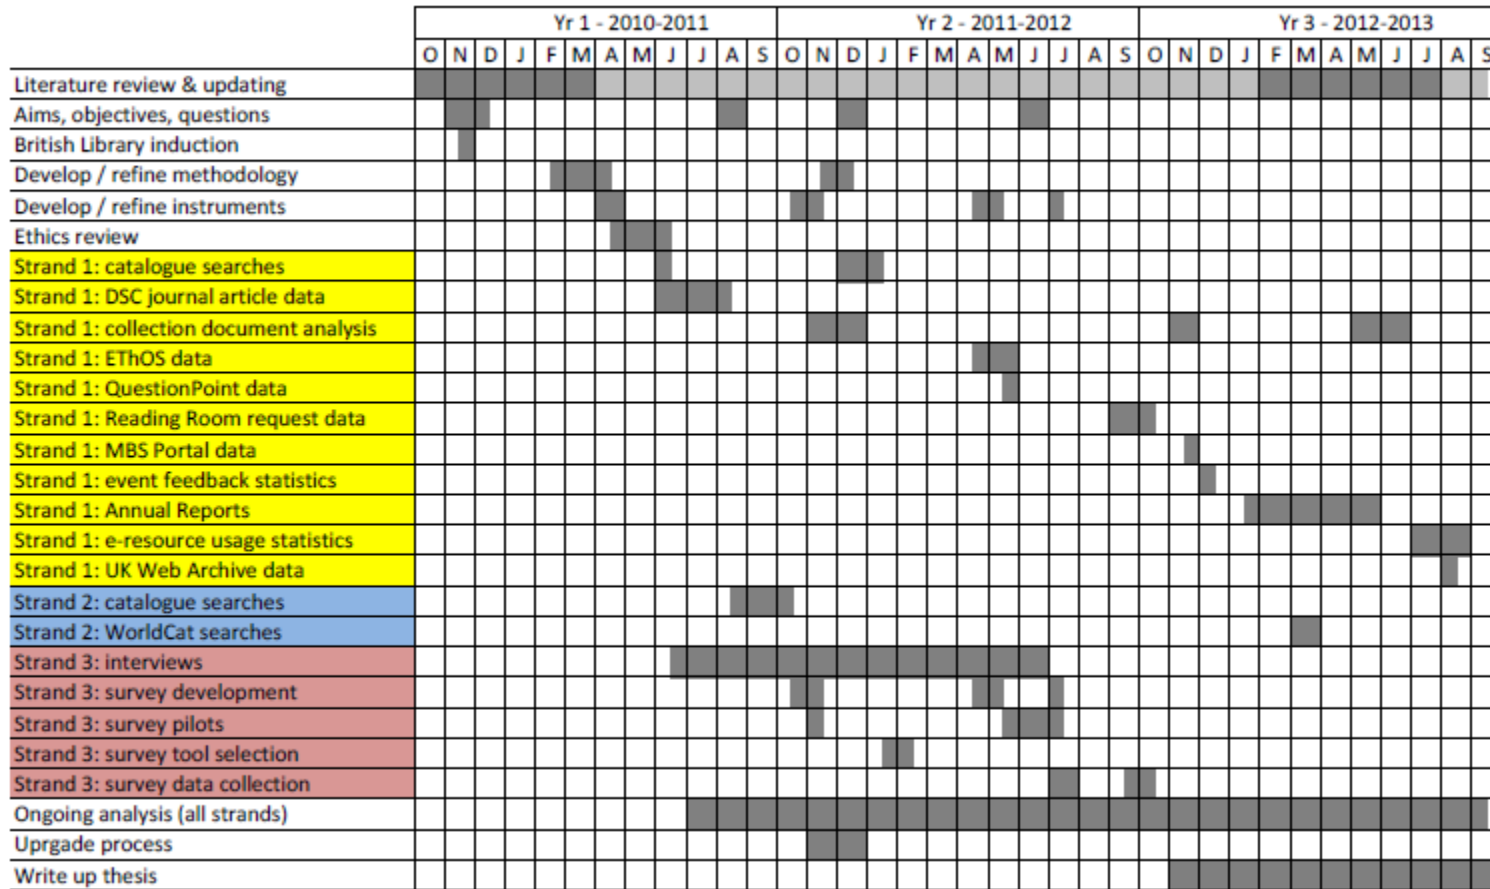 Yr 1 - 2010-2011 Yr 2 - 2011-2012 Yr 3 - 2012-2013
O N D J F M A M J J A S O N D J F M A M J J A S O N D J F M A M J J A S
Literature review & updating
Aims, objectives, questions
British Library induction
Develop / refine methodology
Develop / refine instruments
Ethics review
Strand 1: catalogue searches
Strand 1: DSC journal article data
Strand 1: collection document analysis
Strand 1: EThOS data
Strand 1: QuestionPoint data
Strand 1: Reading Room request data
Strand 1: MBS Portal data
Strand 1: event feedback statistics
Strand 1: Annual Reports
Strand 1: e-resource usage statistics
Strand 1: UK Web Archive data
Strand 2: catalogue searches
Strand 2: WorldCat searches
Strand 3: interviews
Strand 3: survey development
Strand 3: survey pilots
Strand 3: survey tool selection
Strand 3: survey data collection
Ongoing analysis (all strands)
Uprgade process
Write up thesis